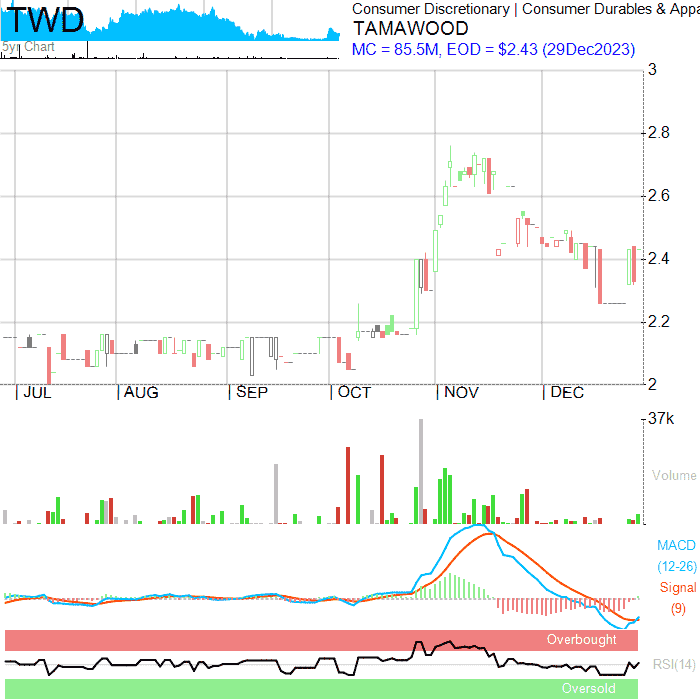 TWD
5yr Chart
Consumer Discretionary | Consumer Durables & Appa
TAMAWOOD
MC = 85.5M, EOD = $2.43 (29Dec2023)
3
2.8
2.6
2.4
2.2
2
| JUL | AUG | SEP | OCT | NOV | DEC
37k
Volume
MACD
(12-26)
Signal
(9)
Overbought
RSI(14)
Oversold